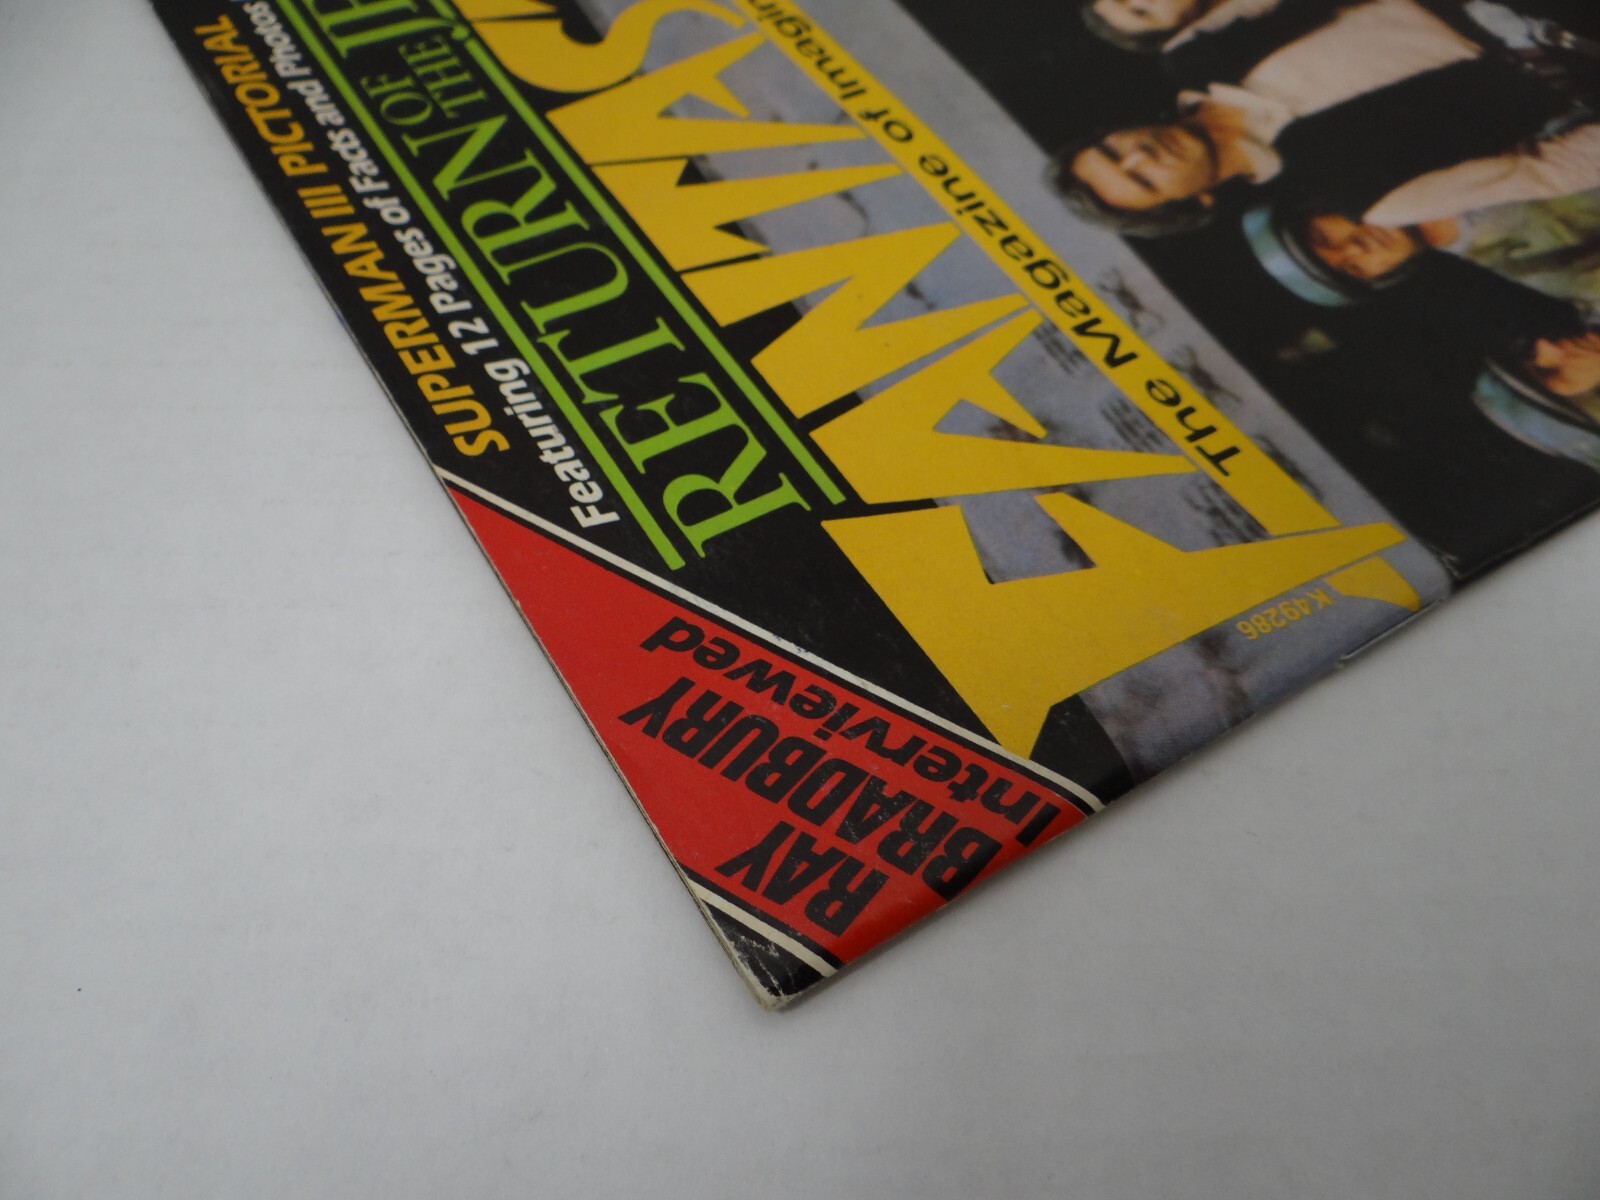 RAY
BRADBURY
Interviewed
SUPERMAN III PICTORIAL
Featuring 12 Pages of Facts and Photos
RETURN OF THE JE
FANTAS
The Magazine of Imagin
K49286